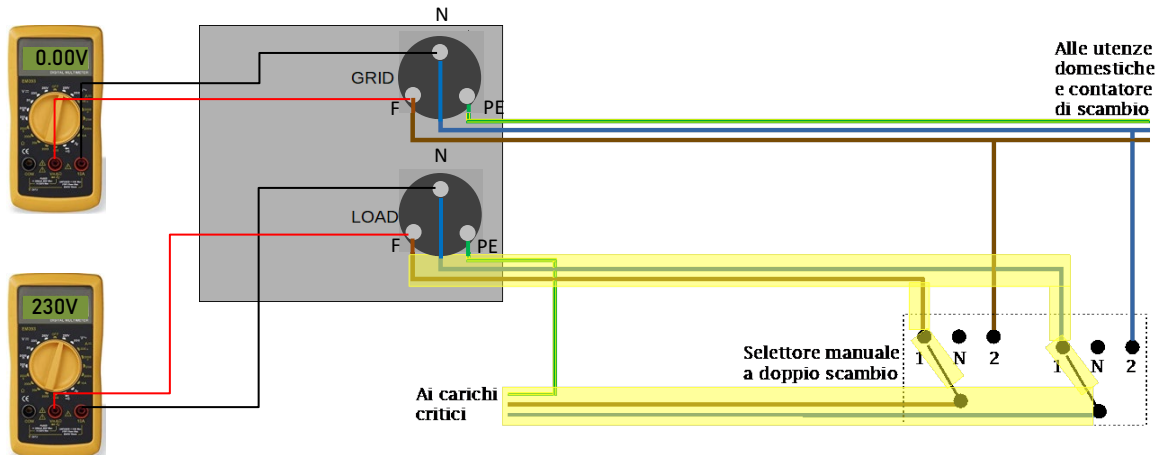 N
0.00V
GRID
F
PE
Alle utenze
domestiche
e contatore
di scambio
N
LOAD
F
PE
230V
Selettore manuale
a doppio scambio
1 N 2
1 N 2
Ai carichi
critici